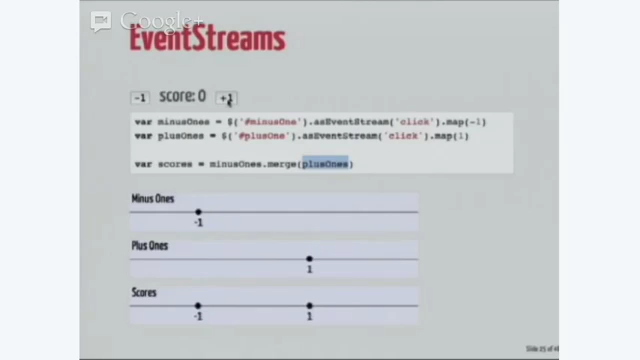 Google+
EventStreams
-1 score: 0 +1
var minusOnes = $('#minusOne').asEventStream('click').map(-1)
var plusOnes = $('#plusOne').asEventStream('click').map(1)
var scores = minusOnes.merge(plusOnes)
Minus Ones
-1
Plus Ones
1
Scores
-1 1